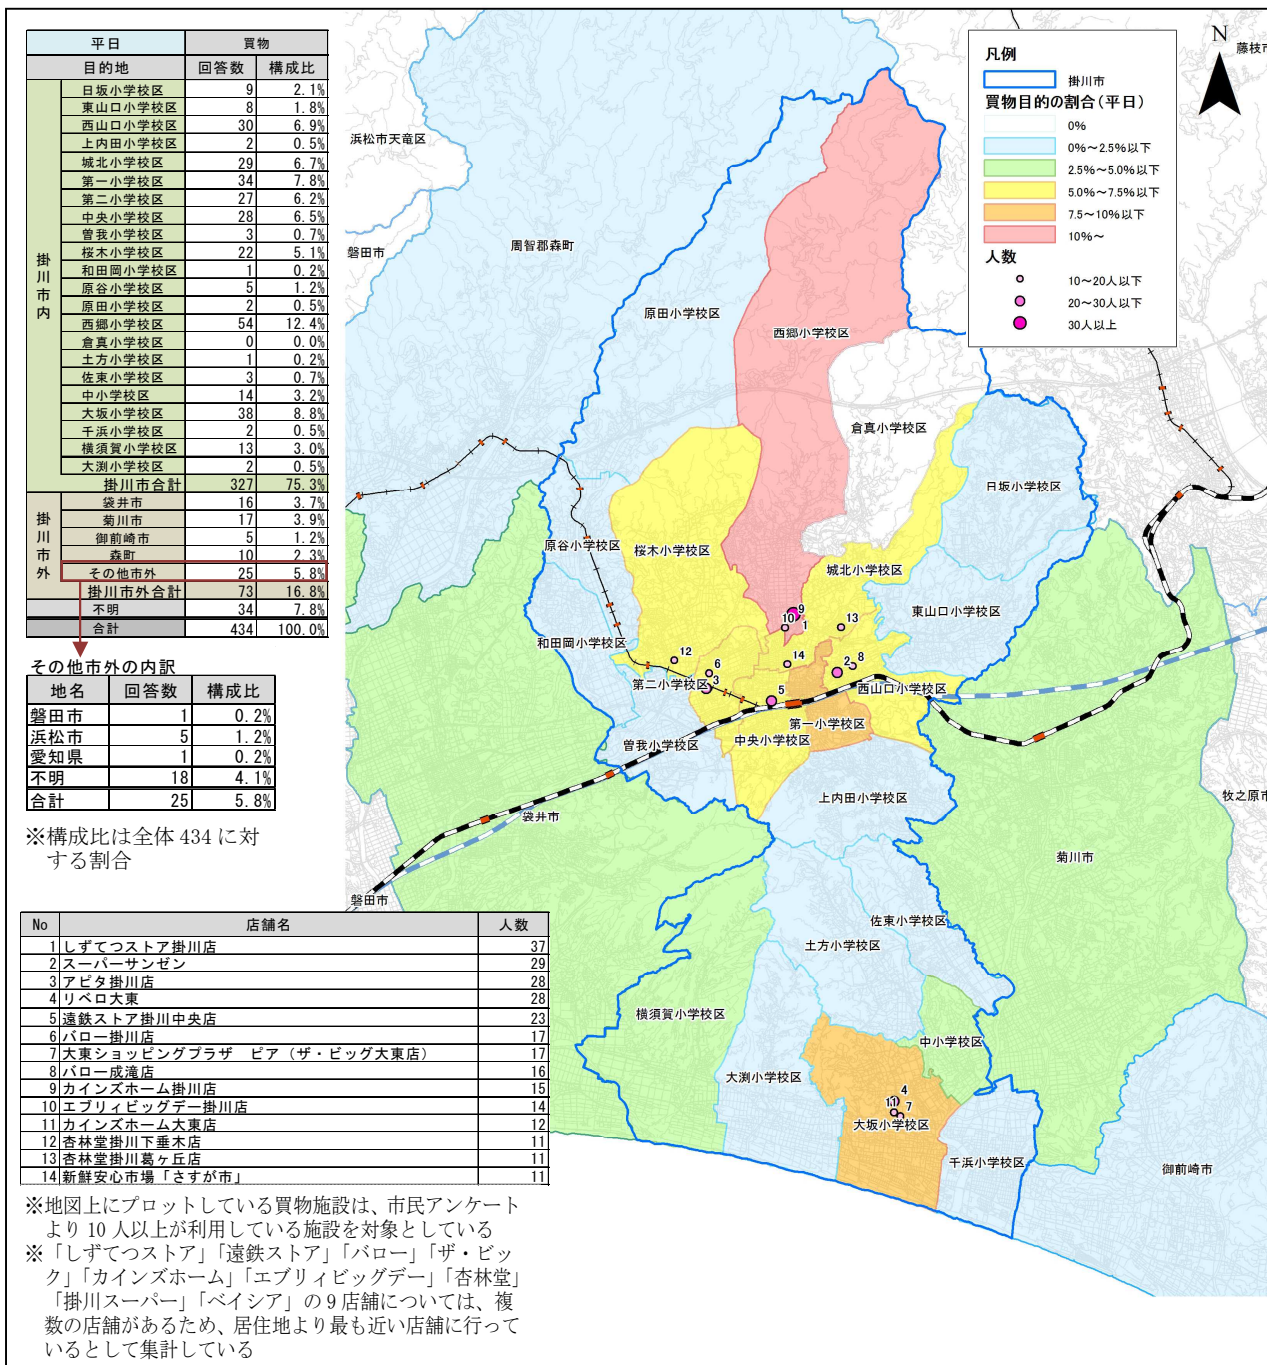 平日 買物
目的地 回答数 構成比
掛川市内
日坂小学校区 9 2.1%
東山口小学校区 8 1.8%
西山口小学校区 30 6.9%
上内田小学校区 2 0.5%
城北小学校区 29 6.7%
第一小学校区 34 7.8%
第二小学校区 27 6.2%
中央小学校区 28 6.5%
曽我小学校区 3 0.7%
桜木小学校区 22 5.1%
和田岡小学校区 1 0.2%
原谷小学校区 5 1.2%
原田小学校区 2 0.5%
西郷小学校区 54 12.4%
倉真小学校区 0 0.0%
土方小学校区 1 0.2%
佐東小学校区 3 0.7%
中小学校区 14 3.2%
大坂小学校区 38 8.8%
千浜小学校区 2 0.5%
横須賀小学校区 13 3.0%
大渕小学校区 2 0.5%
掛川市合計 327 75.3%
掛川市外
袋井市 16 3.7%
菊川市 17 3.9%
御前崎市 5 1.2%
森町 10 2.3%
その他市外 25 5.8%
掛川市外合計 73 16.8%
不明 34 7.8%
合計 434 100.0%
その他市外の内訳
地名 回答数 構成比
磐田市 1 0.2%
浜松市 5 1.2%
愛知県 1 0.2%
不明 18 4.1%
合計 25 5.8%
※構成比は全体 434 に対
する割合
No 店舗名 人数
1 しずてつストア掛川店 37
2 スーパーサンゼン 29
3 アピタ掛川店 28
4 リベロ大東 28
5 遠鉄ストア掛川中央店 23
6 バロー掛川店 17
7 大東ショッピングプラザ ピア（ザ・ビッグ大東店） 17
8 バロー成滝店 16
9 カインズホーム掛川店 15
10 エブリィビッグデー掛川店 14
11 カインズホーム大東店 12
12 杏林堂掛川下垂木店 11
13 杏林堂掛川葛ヶ丘店 11
14 新鮮安心市場「さすが市」 11
※地図上にプロットしている買物施設は、市民アンケート
より 10 人以上が利用している施設を対象としている
※「しずてつストア」「遠鉄ストア」「バロー」「ザ・ビッ
ク」「カインズホーム」「エブリィビッグデー」「杏林堂」
「掛川スーパー」「ベイシア」の 9 店舗については、複
数の店舗があるため、居住地より最も近い店舗に行って
いるとして集計している
凡例
掛川市
買物目的の割合（平日）
0%
0%～2.5%以下
2.5%～5.0%以下
5.0%～7.5%以下
7.5～10%以下
10%～
人数
10～20人以下
20～30人以下
30人以上
N
藤枝市
浜松市天竜区
磐田市
周智郡森町
原田小学校区
西郷小学校区
倉真小学校区
日坂小学校区
原谷小学校区
桜木小学校区
城北小学校区
東山口小学校区
和田岡小学校区
9
10
1
13
12
6
14
2
8
3
5
第二小学校区
西山口小学校区
第一小学校区
中央小学校区
曽我小学校区
上内田小学校区
袋井市
菊川市
牧之原市
磐田市
佐東小学校区
土方小学校区
横須賀小学校区
中小学校区
大渕小学校区
4
11
7
大坂小学校区
千浜小学校区
御前崎市